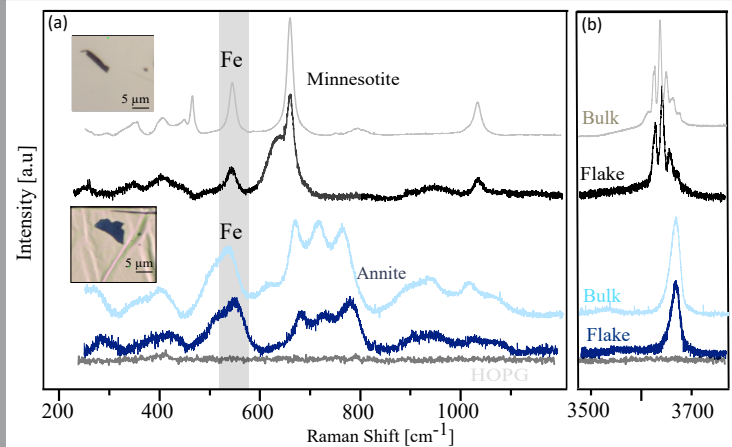 (a)
(b)
Fe
Minnesotite
5 μm
Bulk
Flake
Intensity [a.u]
Fe
Annite
5 μm
Bulk
Flake
HOPG
200 400 600 800 1000
3500 3700
Raman Shift [cm-1]